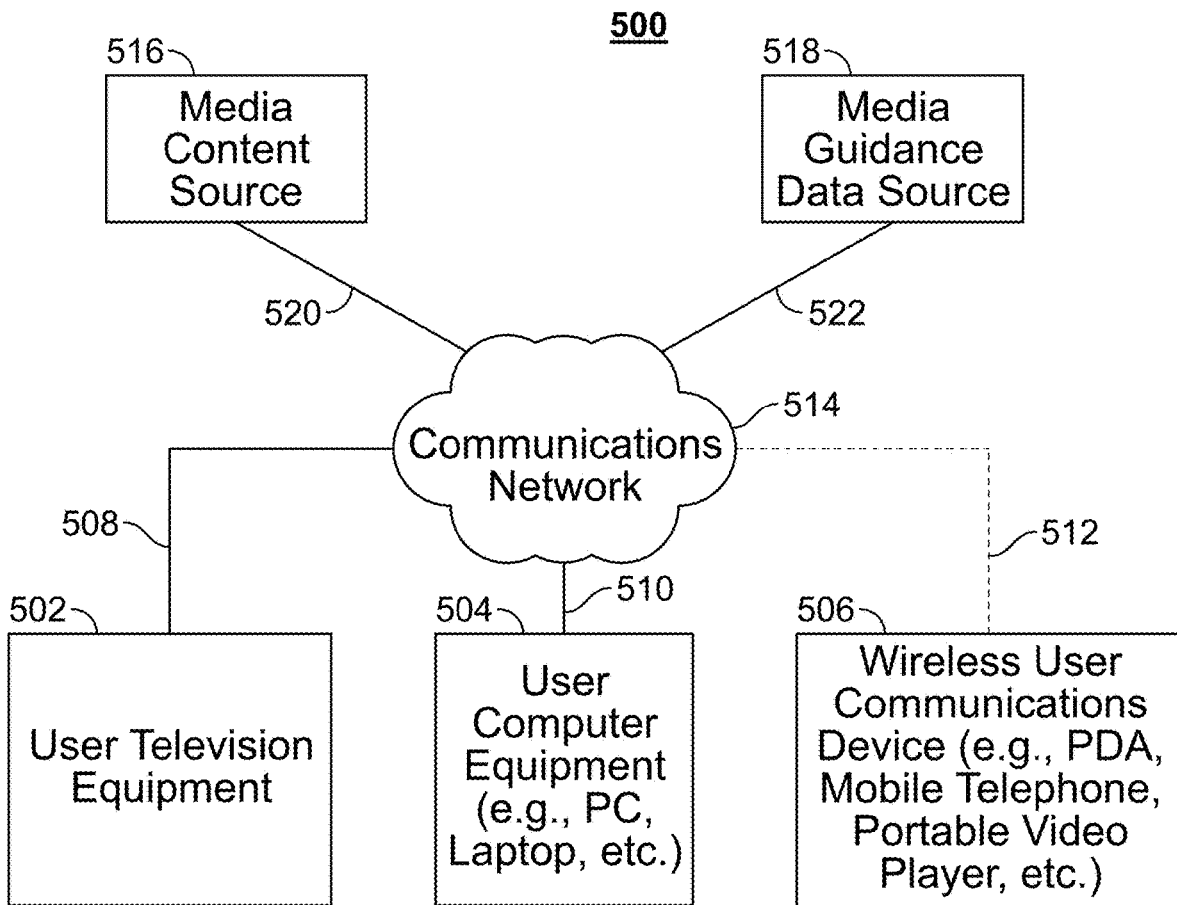 500
516
518
Media
Content
Source
Media
Guidance
Data Source
520
522
514
Communications
Network
508
512
510
502
504
506
User Television
Equipment
User
Computer
Equipment
(e.g., PC,
Laptop, etc.)
Wireless User
Communications
Device (e.g., PDA,
Mobile Telephone,
Portable Video
Player, etc.)